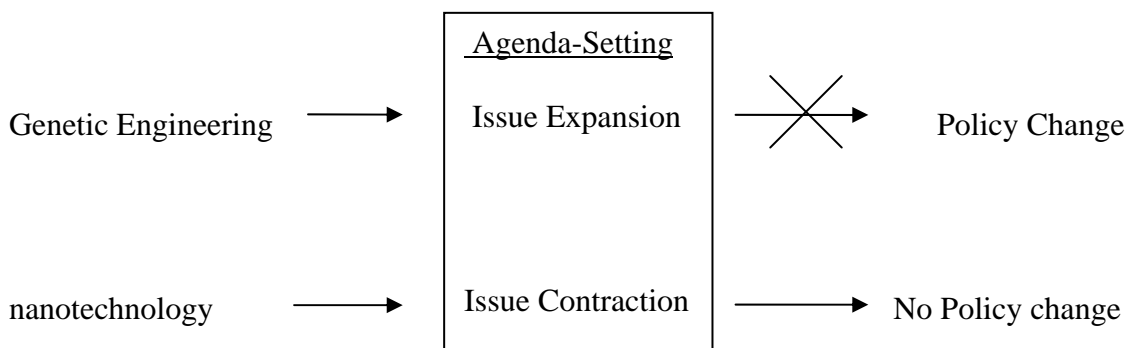 Agenda-Setting
Genetic Engineering
Issue Expansion
Policy Change
nanotechnology
Issue Contraction
No Policy change